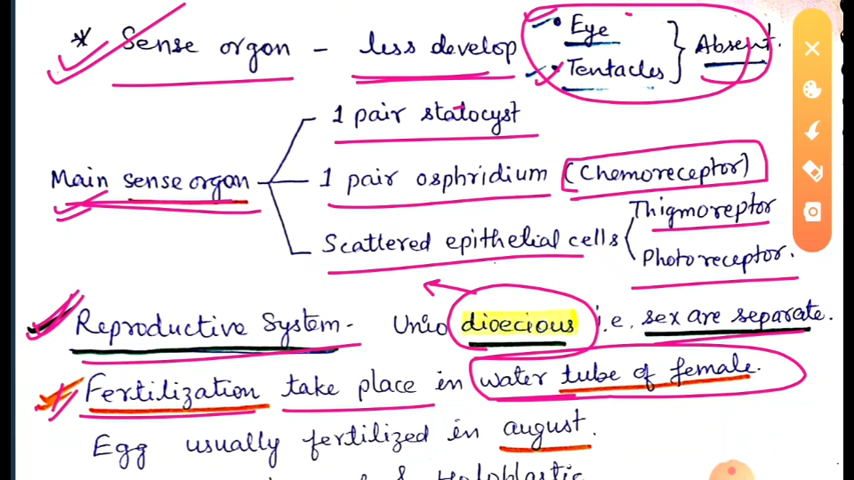 * Sense organ - less develop • Eye
• Tentacles } Absent.
1 pair statocyst
Main sense organ 1 pair osphridium (Chemoreceptor)
Thigmoreptor
Scattered epithelial cells
Photoreceptor.
* Reproductive System - Unio dioecious i.e. sex are separate.
* Fertilization take place in water tube of female.
Egg usually fertilized in august.
& Holoblastic